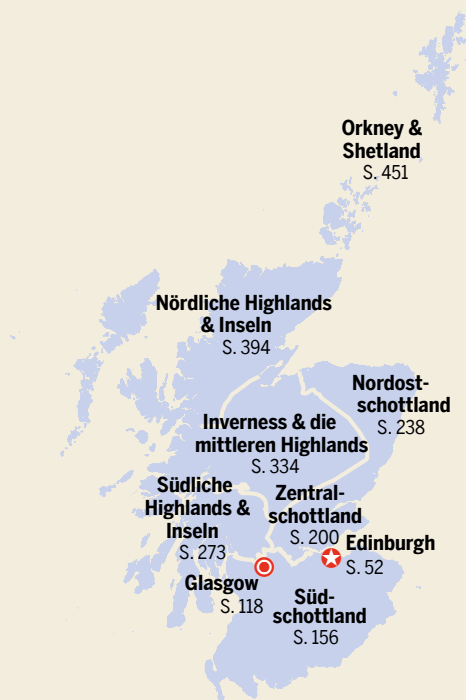 Orkney &
Shetland
S. 451
Nördliche Highlands
& Inseln
S. 394
Nordost-
schottland
S. 238
Inverness & die
mittleren Highlands
S. 334
Südliche
Highlands &
Inseln
S. 273
Zentral-
schottland
S. 200
Edinburgh
S. 52
Glasgow
S. 118
Süd-
schottland
S. 156